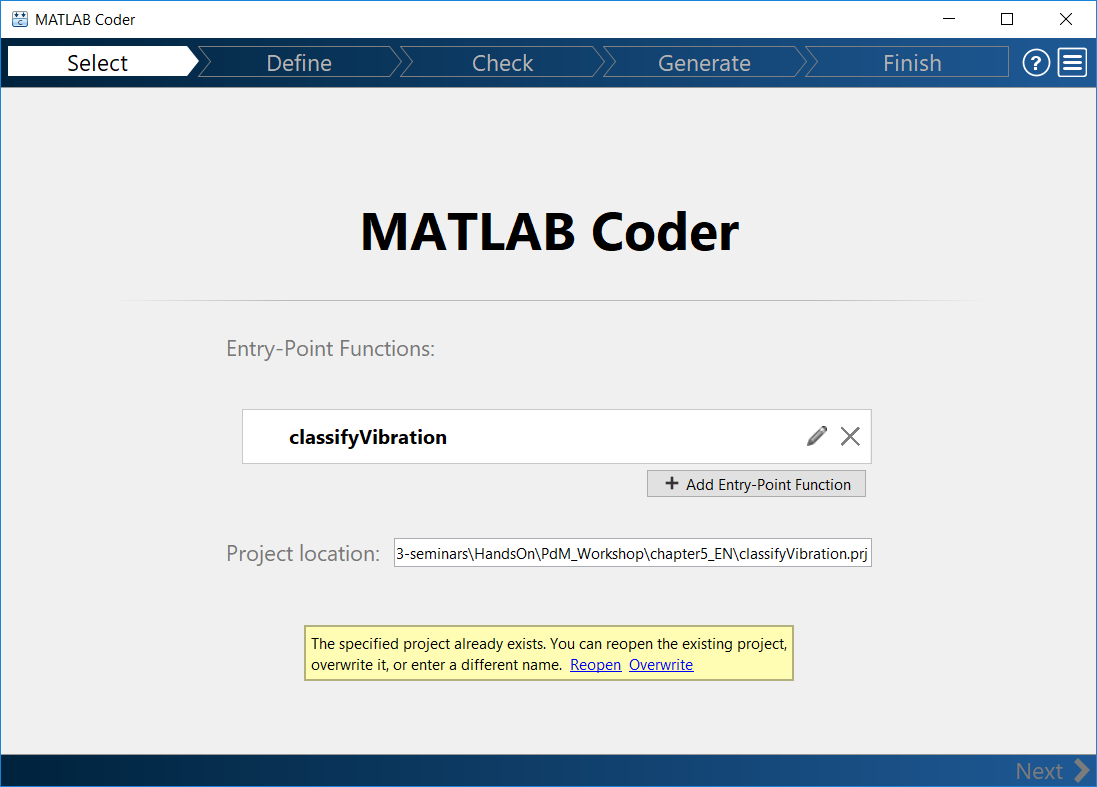 MATLAB Coder
Select
Define
Check
Generate
Finish
?
MATLAB Coder
Entry-Point Functions:
classifyVibration
+ Add Entry-Point Function
Project location:
3-seminars\HandsOn\PdM_Workshop\chapter5_EN\classifyVibration.prj
The specified project already exists. You can reopen the existing project,
overwrite it, or enter a different name. Reopen Overwrite
Next